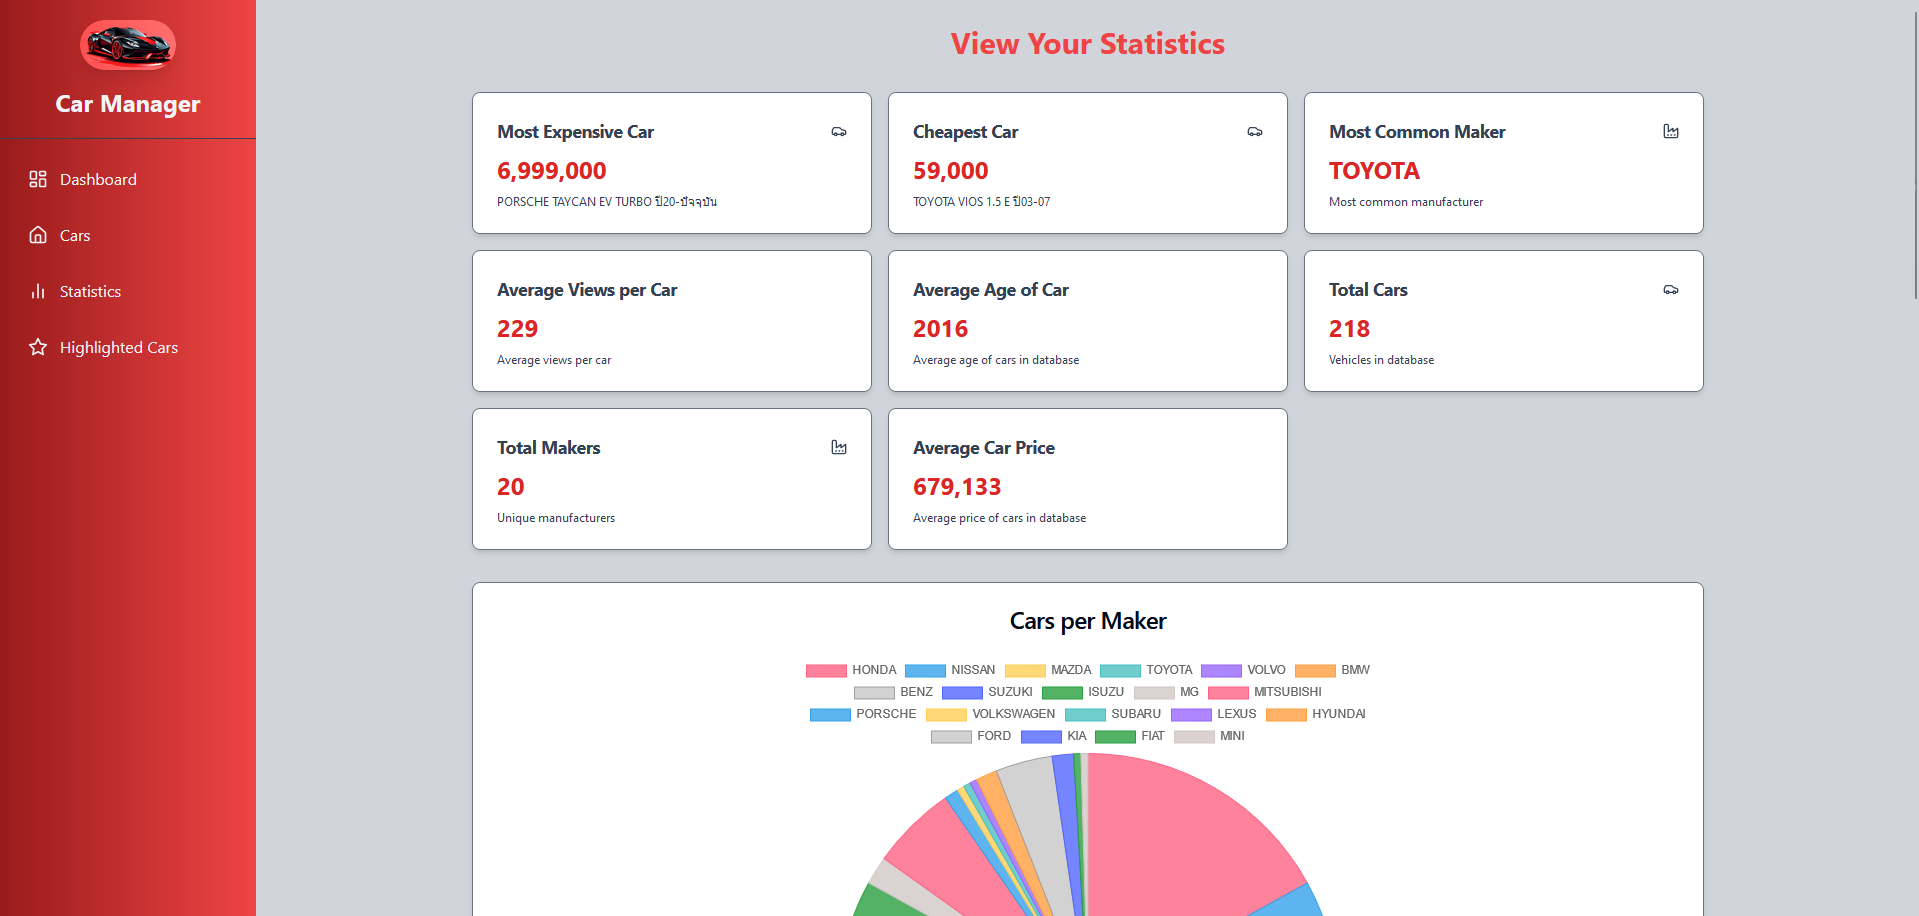 Car Manager
Dashboard
Cars
Statistics
Highlighted Cars
View Your Statistics
Most Expensive Car
6,999,000
PORSCHE TAYCAN EV TURBO ปี20-ปัจจุบัน
Cheapest Car
59,000
TOYOTA VIOS 1.5 E ปี03-07
Most Common Maker
TOYOTA
Most common manufacturer
Average Views per Car
229
Average views per car
Average Age of Car
2016
Average age of cars in database
Total Cars
218
Vehicles in database
Total Makers
20
Unique manufacturers
Average Car Price
679,133
Average price of cars in database
Cars per Maker
HONDA NISSAN MAZDA TOYOTA VOLVO BMW
BENZ SUZUKI ISUZU MG MITSUBISHI
PORSCHE VOLKSWAGEN SUBARU LEXUS HYUNDAI
FORD KIA FIAT MINI